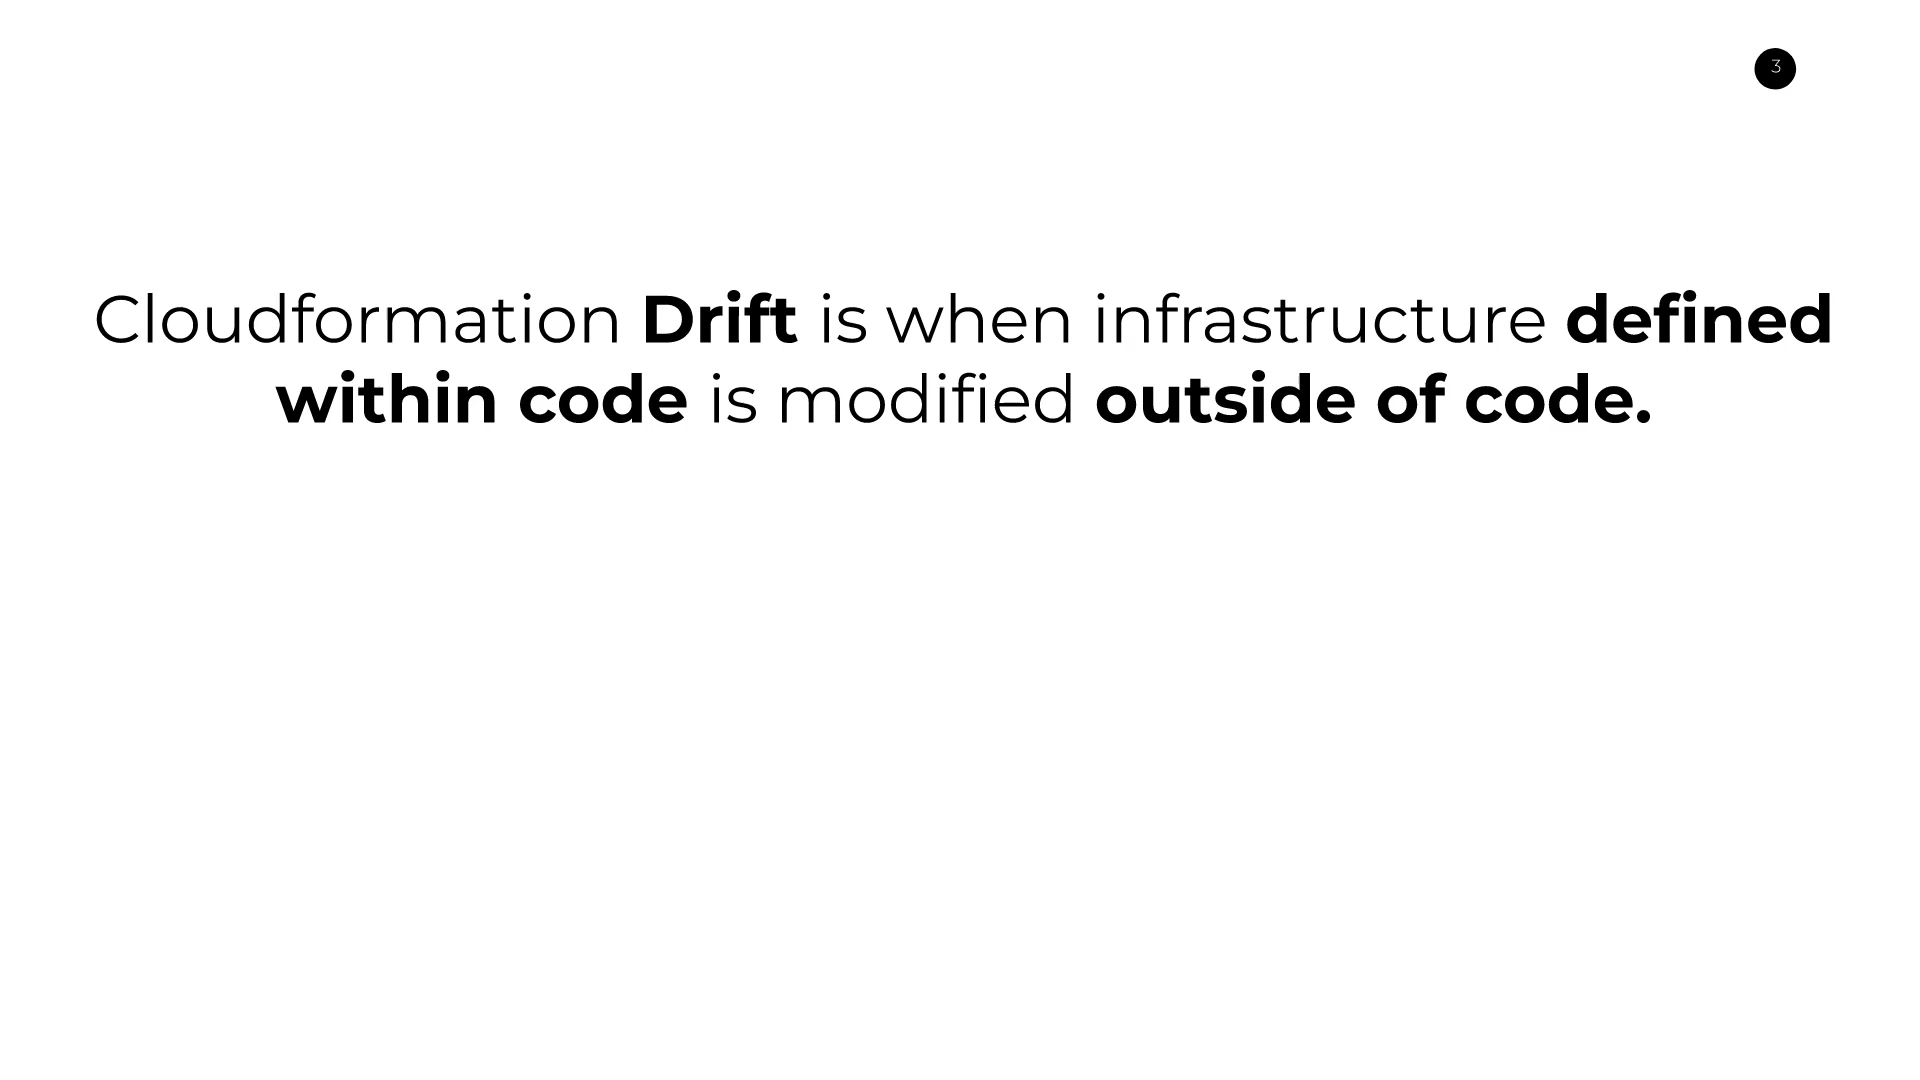 3
Cloudformation Drift is when infrastructure defined
within code is modified outside of code.